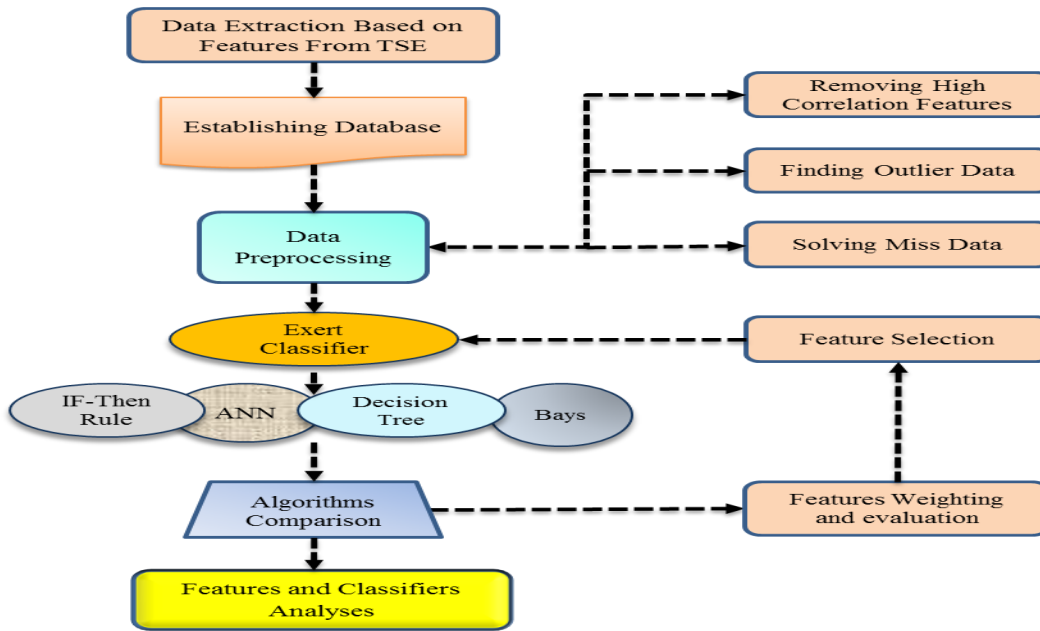 Data Extraction Based on
Features From TSE
Establishing Database
Data
Preprocessing
Removing High
Correlation Features
Finding Outlier Data
Solving Miss Data
Exert
Classifier
Feature Selection
IF-Then
Rule
ANN
Decision
Tree
Bays
Algorithms
Comparison
Features Weighting
and evaluation
Features and Classifiers
Analyses